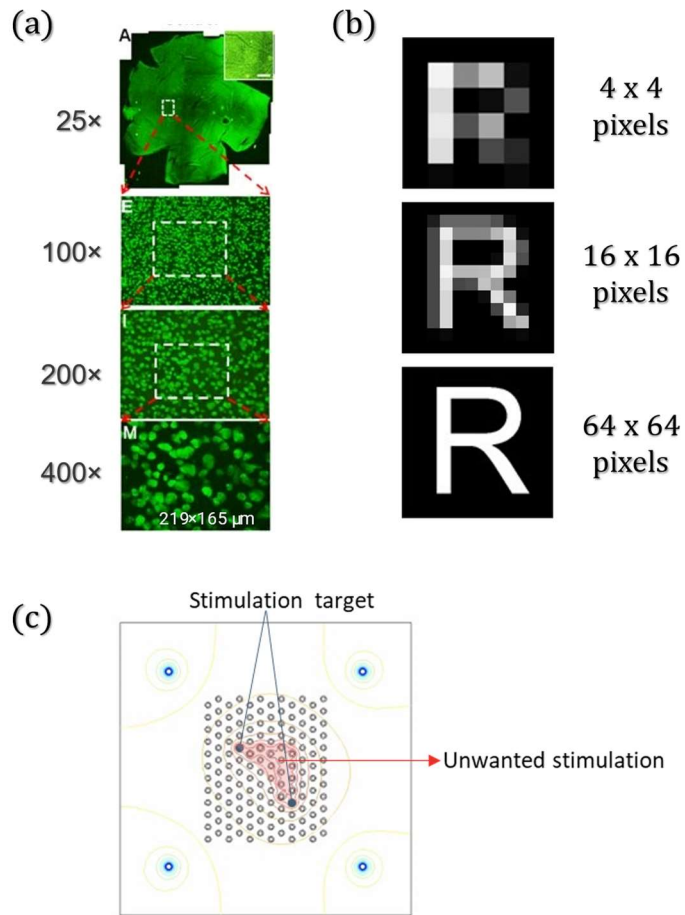 (a)
A
25×
E
100×
I
200×
M
400×
219×165 µm
(b)
R
4 x 4
pixels
R
16 x 16
pixels
R
64 x 64
pixels
(c)
Stimulation target
Unwanted stimulation